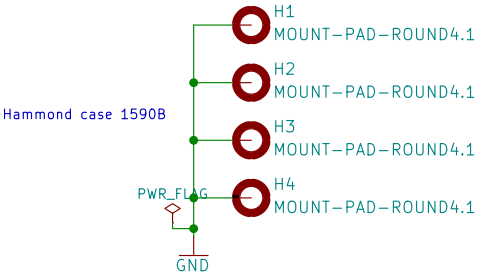 H1
MOUNT-PAD-ROUND4.1
H2
MOUNT-PAD-ROUND4.1
Hammond case 1590B
H3
MOUNT-PAD-ROUND4.1
PWR_FLAG
H4
MOUNT-PAD-ROUND4.1
GND